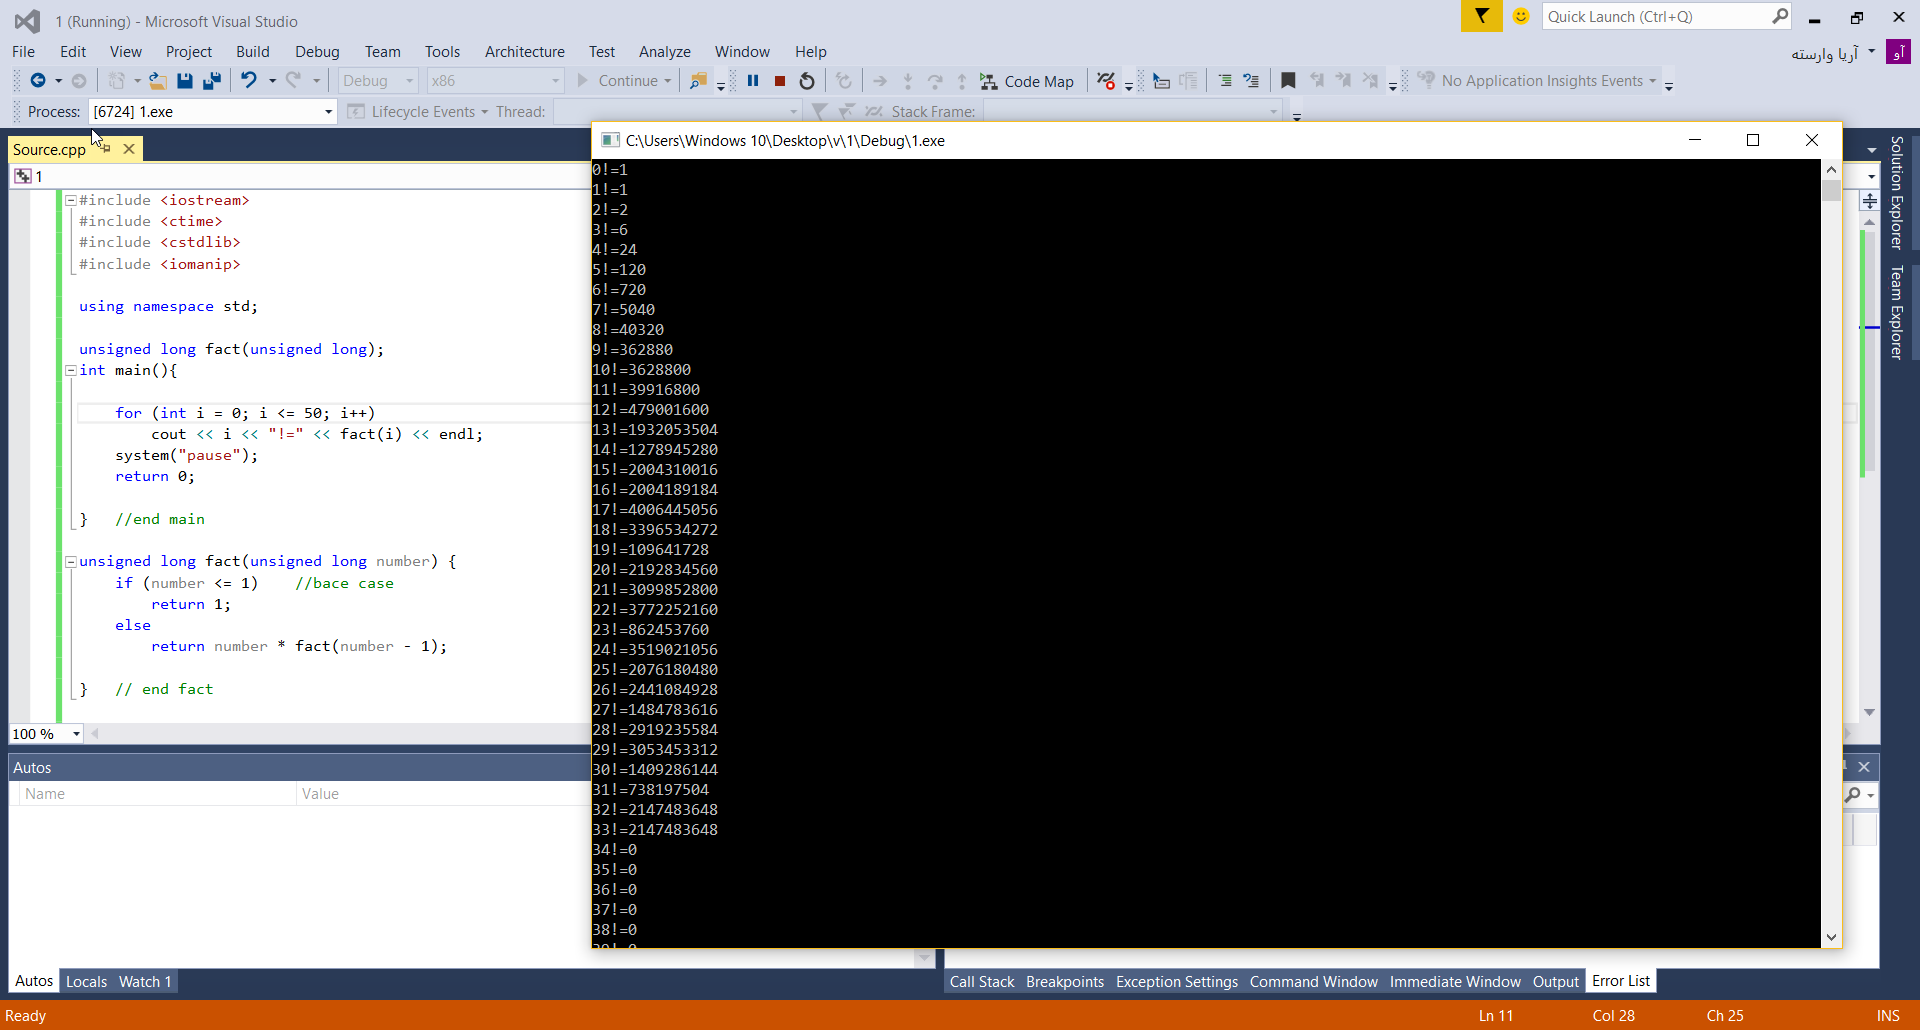 1 (Running) - Microsoft Visual Studio
Quick Launch (Ctrl+Q)
File Edit View Project Build Debug Team Tools Architecture Test Analyze Window Help
آریا وارسته
آو
Debug x86 Continue Code Map No Application Insights Events
Process: [6724] 1.exe Lifecycle Events Thread: Stack Frame:
Source.cpp
1
#include <iostream>
#include <ctime>
#include <cstdlib>
#include <iomanip>
using namespace std;
unsigned long fact(unsigned long);
int main(){
for (int i = 0; i <= 50; i++)
cout << i << "!=" << fact(i) << endl;
system("pause");
return 0;
} //end main
unsigned long fact(unsigned long number) {
if (number <= 1) //bace case
return 1;
else
return number * fact(number - 1);
} // end fact
100 %
C:\Users\Windows 10\Desktop\v\1\Debug\1.exe
0!=1
1!=1
2!=2
3!=6
4!=24
5!=120
6!=720
7!=5040
8!=40320
9!=362880
10!=3628800
11!=39916800
12!=479001600
13!=1932053504
14!=1278945280
15!=2004310016
16!=2004189184
17!=4006445056
18!=3396534272
19!=109641728
20!=2192834560
21!=3099852800
22!=3772252160
23!=862453760
24!=3519021056
25!=2076180480
26!=2441084928
27!=1484783616
28!=2919235584
29!=3053453312
30!=1409286144
31!=738197504
32!=2147483648
33!=2147483648
34!=0
35!=0
36!=0
37!=0
38!=0
Solution Explorer
Team Explorer
Autos
Name Value
Autos Locals Watch 1
Call Stack Breakpoints Exception Settings Command Window Immediate Window Output Error List
Ready Ln 11 Col 28 Ch 25 INS